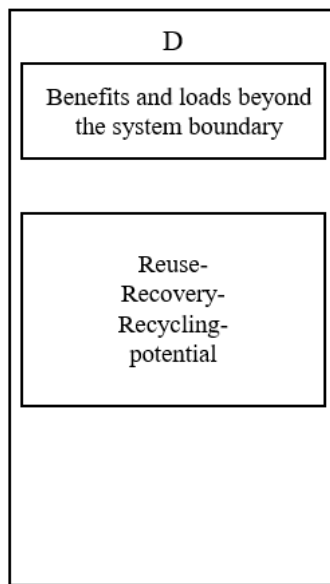 D
Benefits and loads beyond
the system boundary
Reuse-
Recovery-
Recycling-
potential